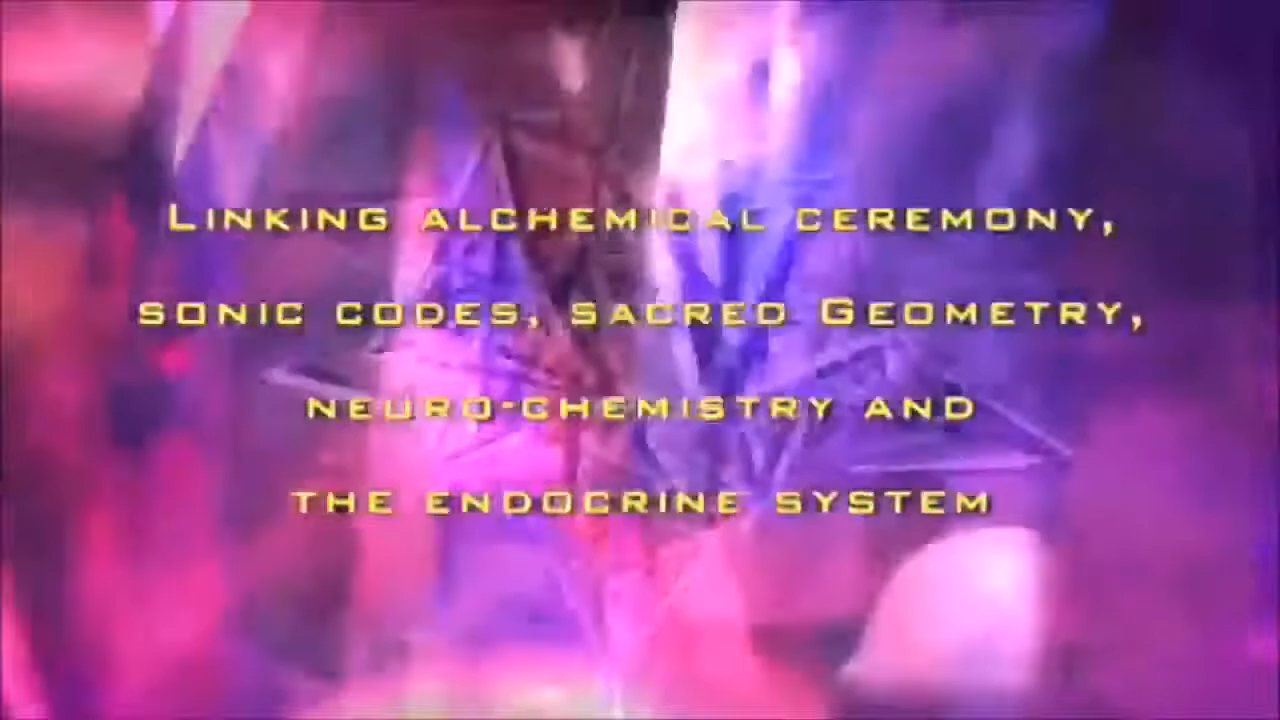 Linking alchemical ceremony,
sonic codes, sacred Geometry,
neuro-chemistry and
the endocrine system